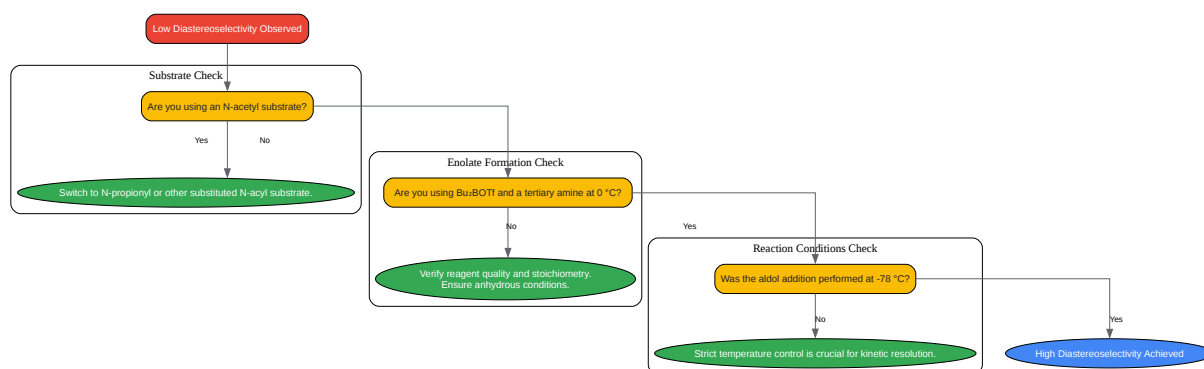 Low Diastereoselectivity Observed
Substrate Check
Are you using an N-acetyl substrate?
Yes
No
Switch to N-propionyl or other substituted N-acyl substrate.
Enolate Formation Check
Are you using Bu₂BOTf and a tertiary amine at 0 °C?
No
Yes
Verify reagent quality and stoichiometry.
Ensure anhydrous conditions.
Reaction Conditions Check
Was the aldol addition performed at -78 °C?
No
Yes
Strict temperature control is crucial for kinetic resolution.
High Diastereoselectivity Achieved